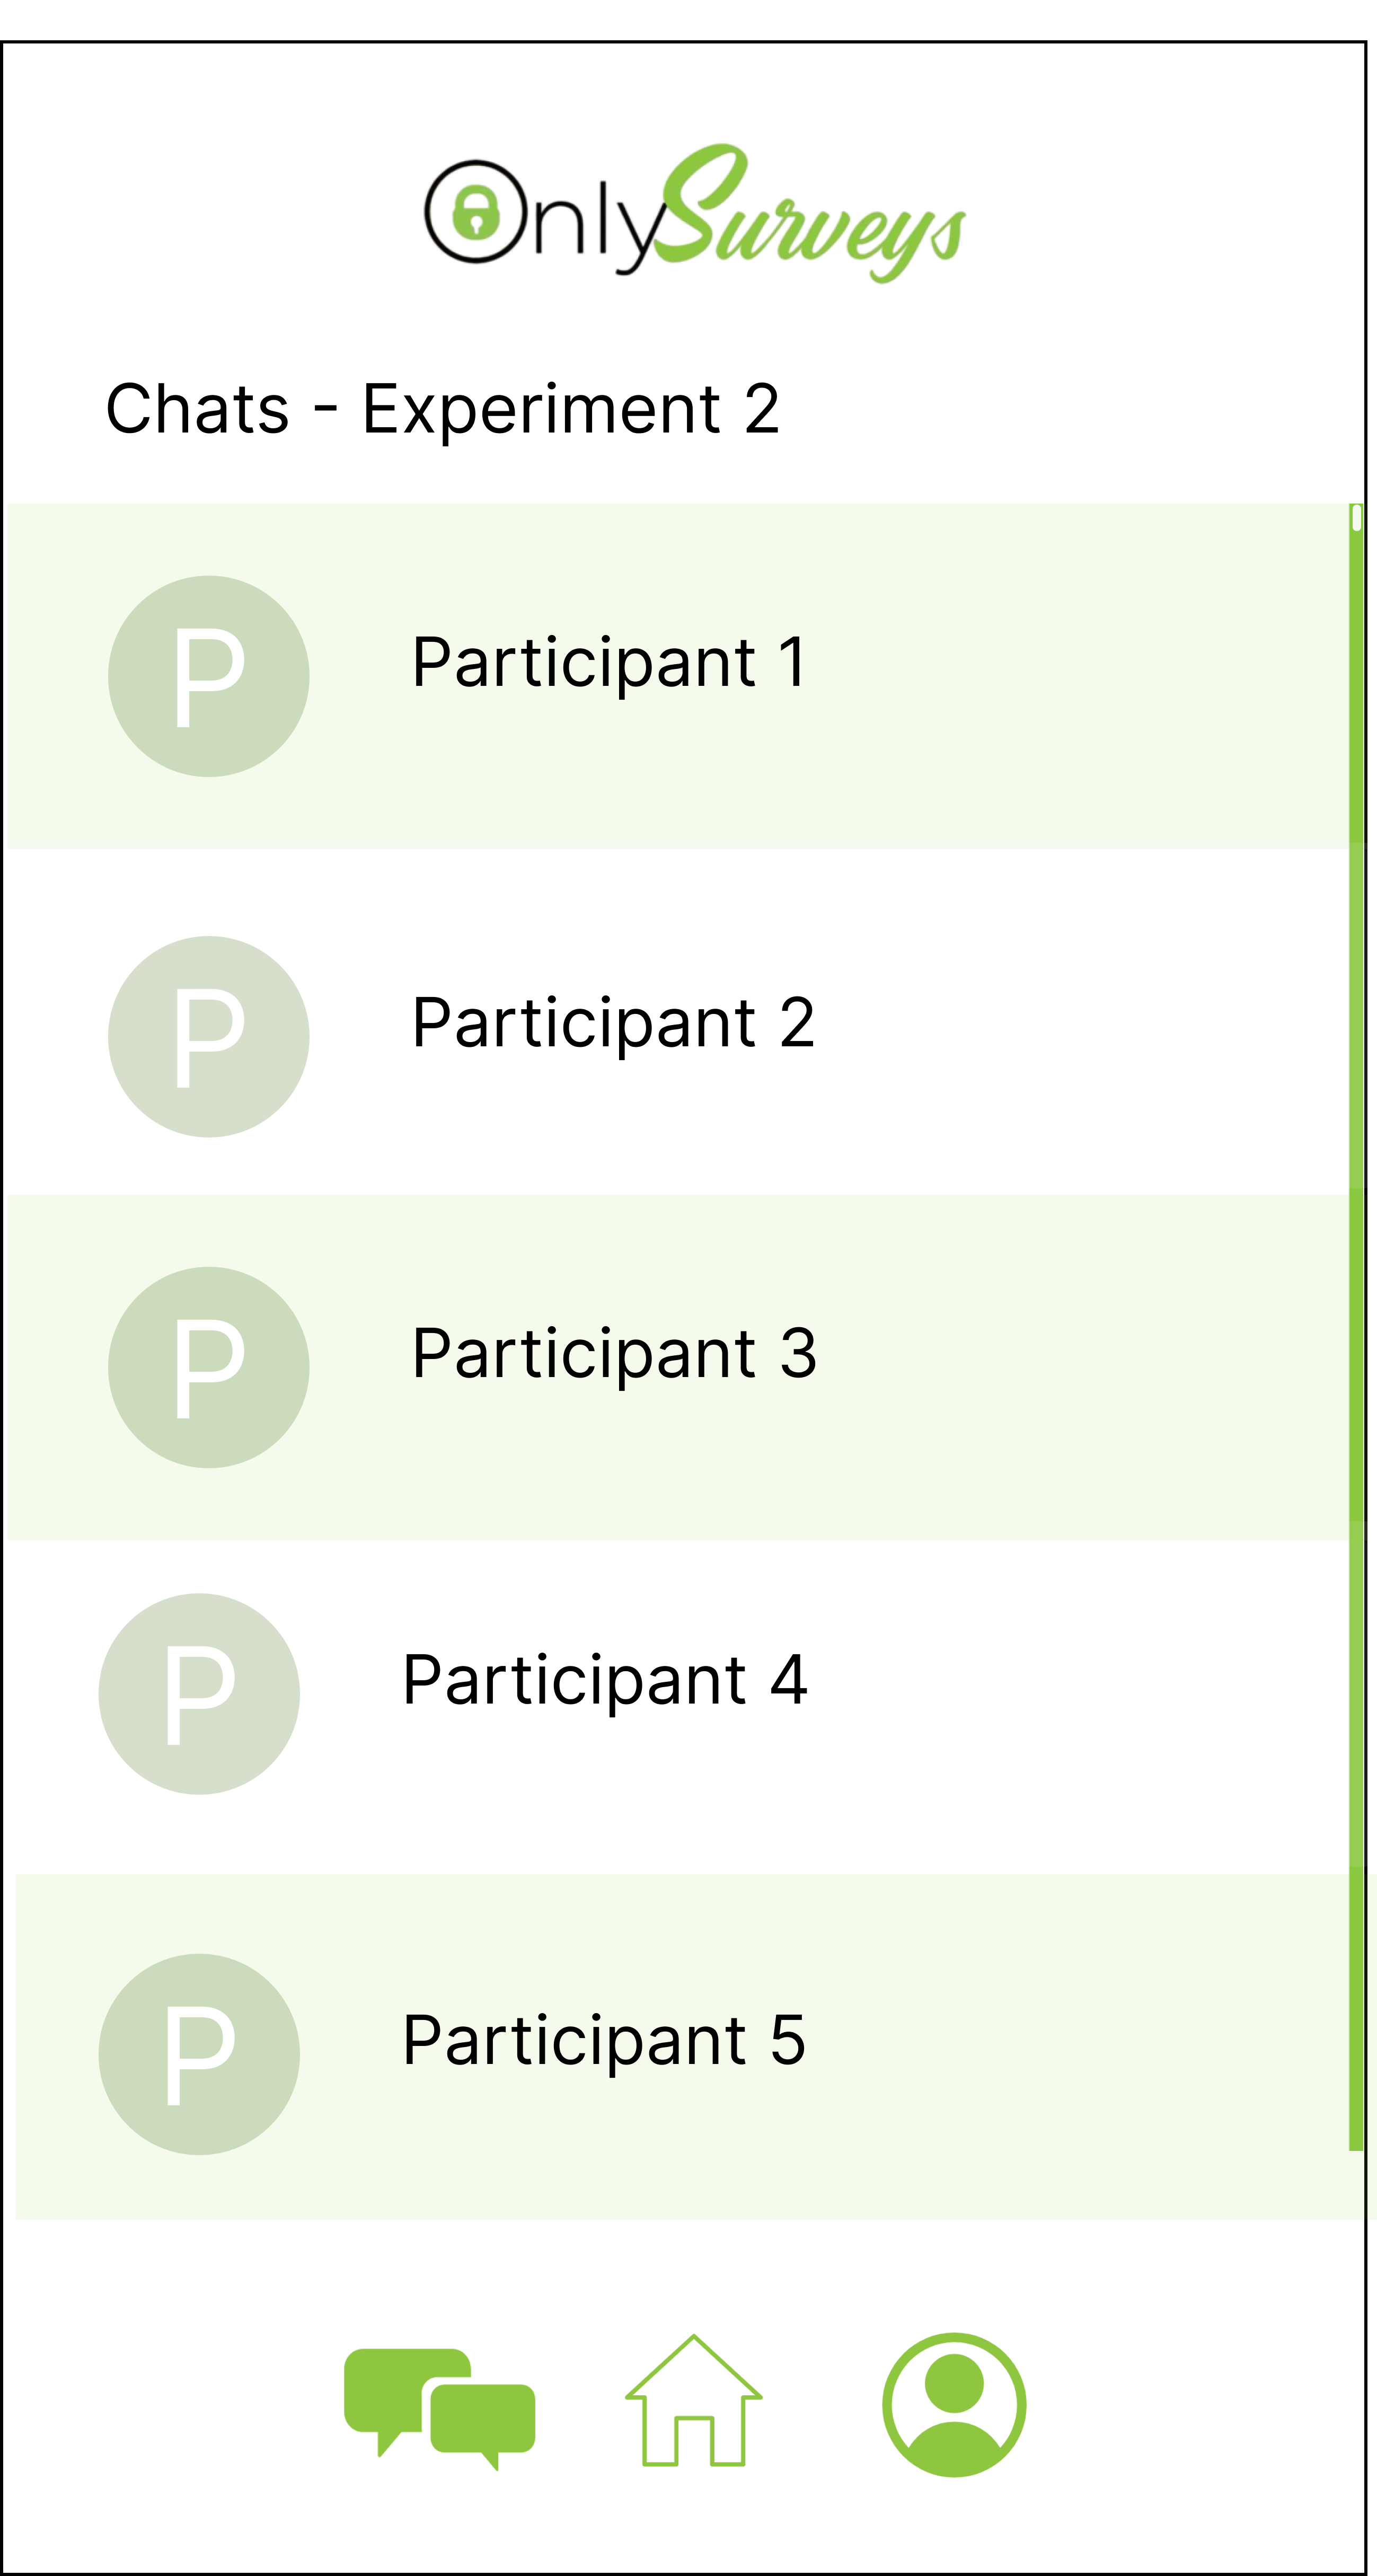 OnlySurveys
Chats - Experiment 2
P
Participant 1
P
Participant 2
P
Participant 3
P
Participant 4
P
Participant 5